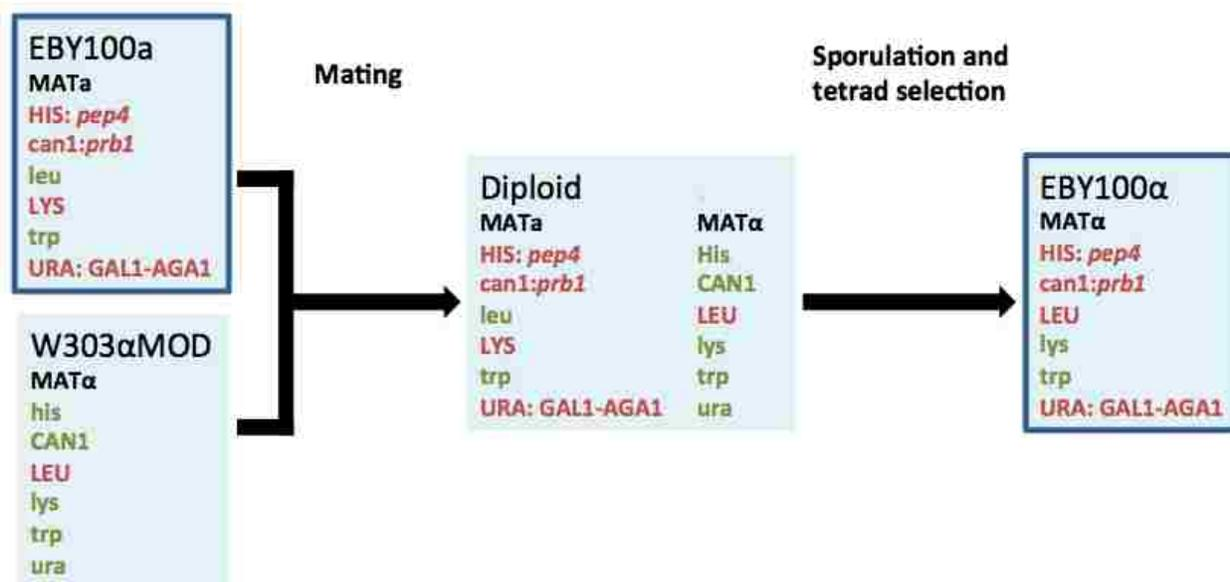 EBY100a
MATa
HIS: pep4
can1:prb1
leu
LYS
trp
URA: GAL1-AGA1
W303αMOD
MATα
his
CAN1
LEU
lys
trp
ura
Mating
Diploid
MATa MATα
HIS: pep4 His
can1:prb1 CAN1
leu LEU
LYS lys
trp trp
URA: GAL1-AGA1 ura
Sporulation and
tetrad selection
EBY100α
MATα
HIS: pep4
can1:prb1
LEU
lys
trp
URA: GAL1-AGA1